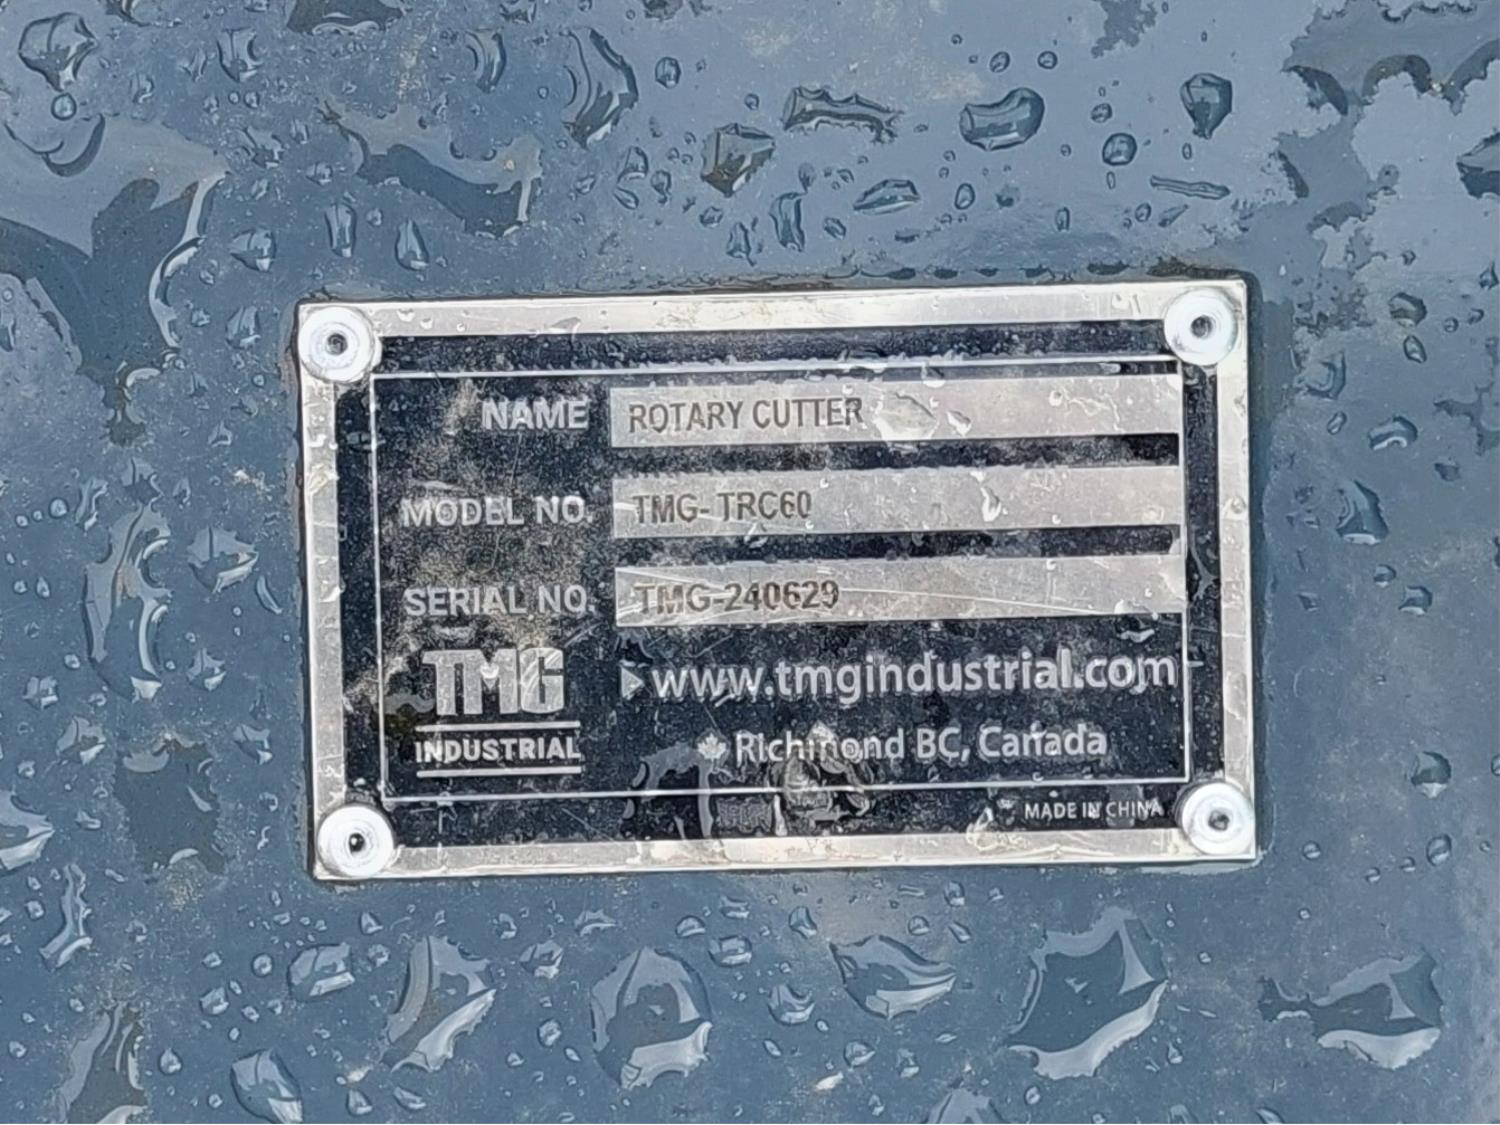 NAME ROTARY CUTTER
MODEL NO. TMG- TRC60
SERIAL NO. TMG-240629
TMG
INDUSTRIAL
www.tmgindustrial.com
Richmond BC, Canada
MADE IN CHINA